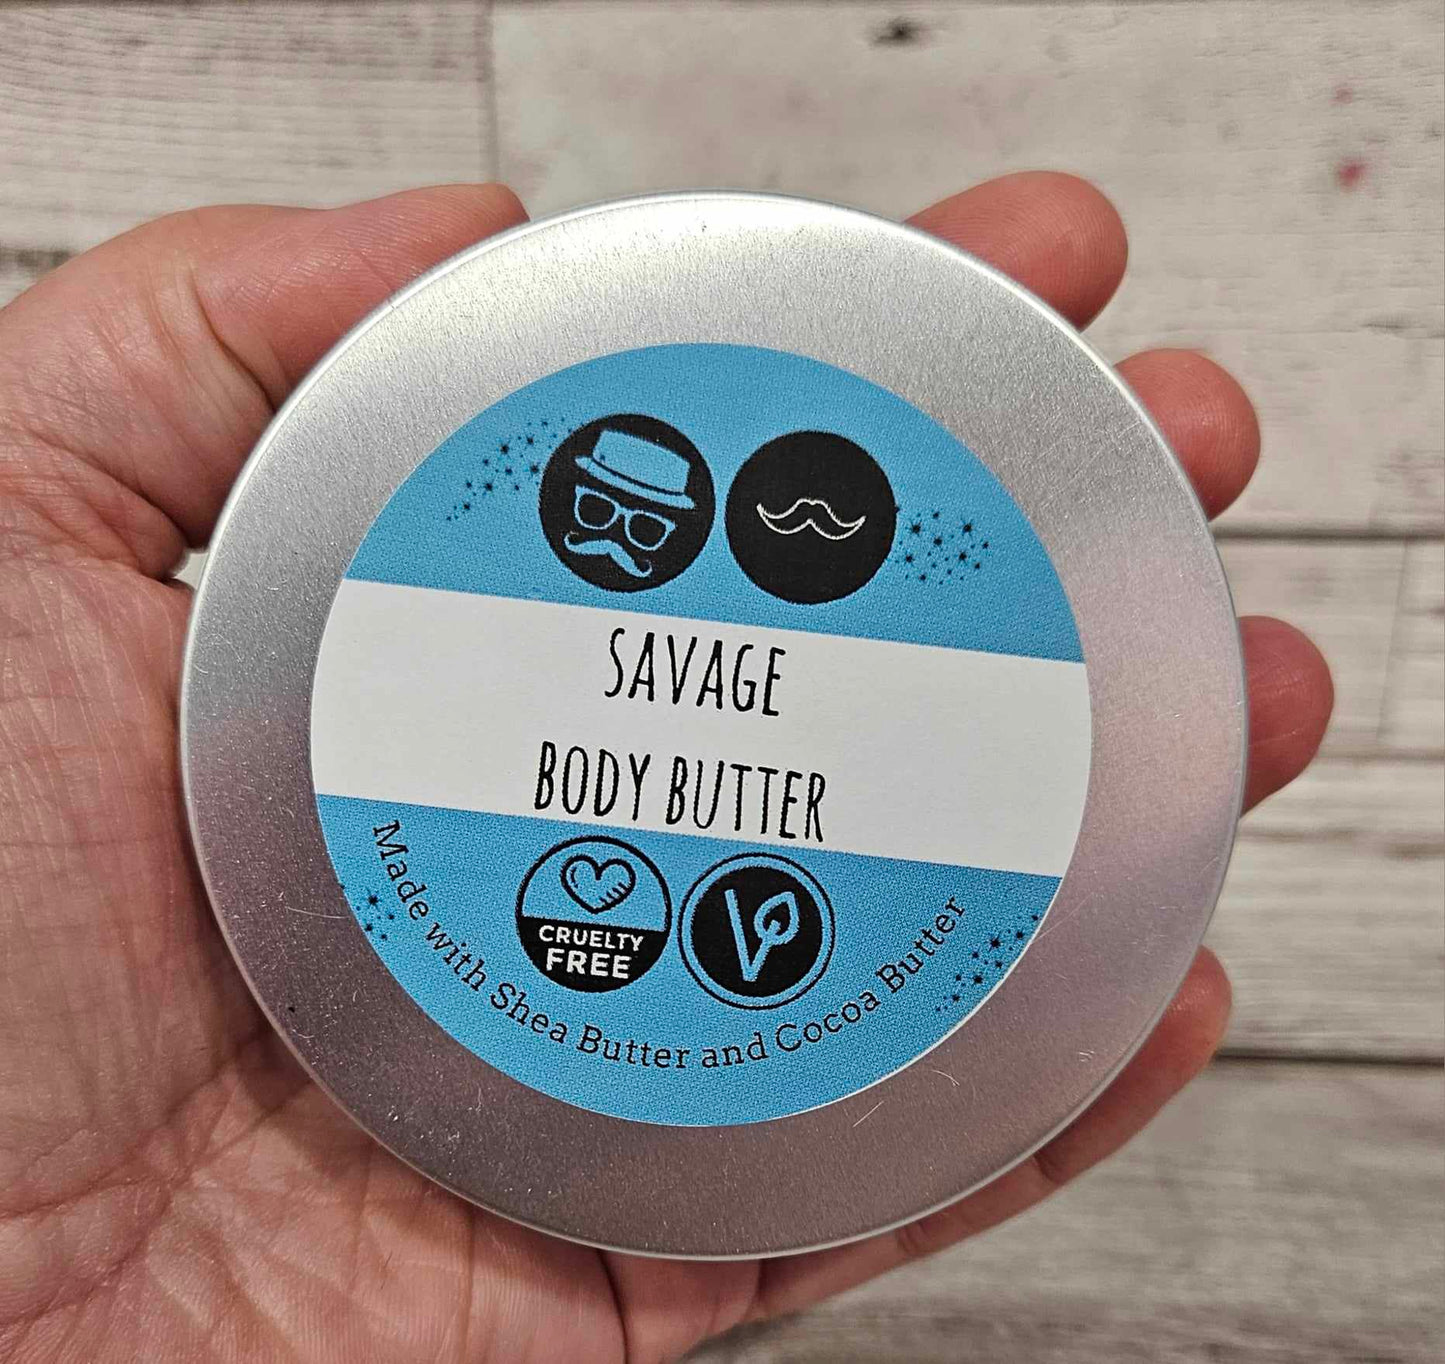 SAVAGE
BODY BUTTER
CRUELTY
FREE
Made with Shea Butter and Cocoa Butter